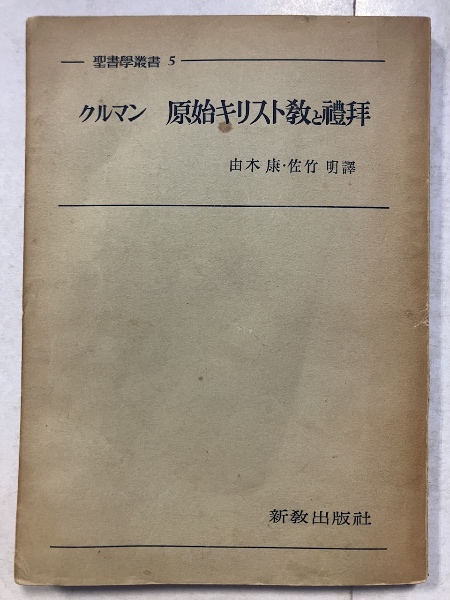 聖書學叢書 5
クルマン 原始キリスト教と禮拜
由木 康・佐竹 明譯
新教出版社